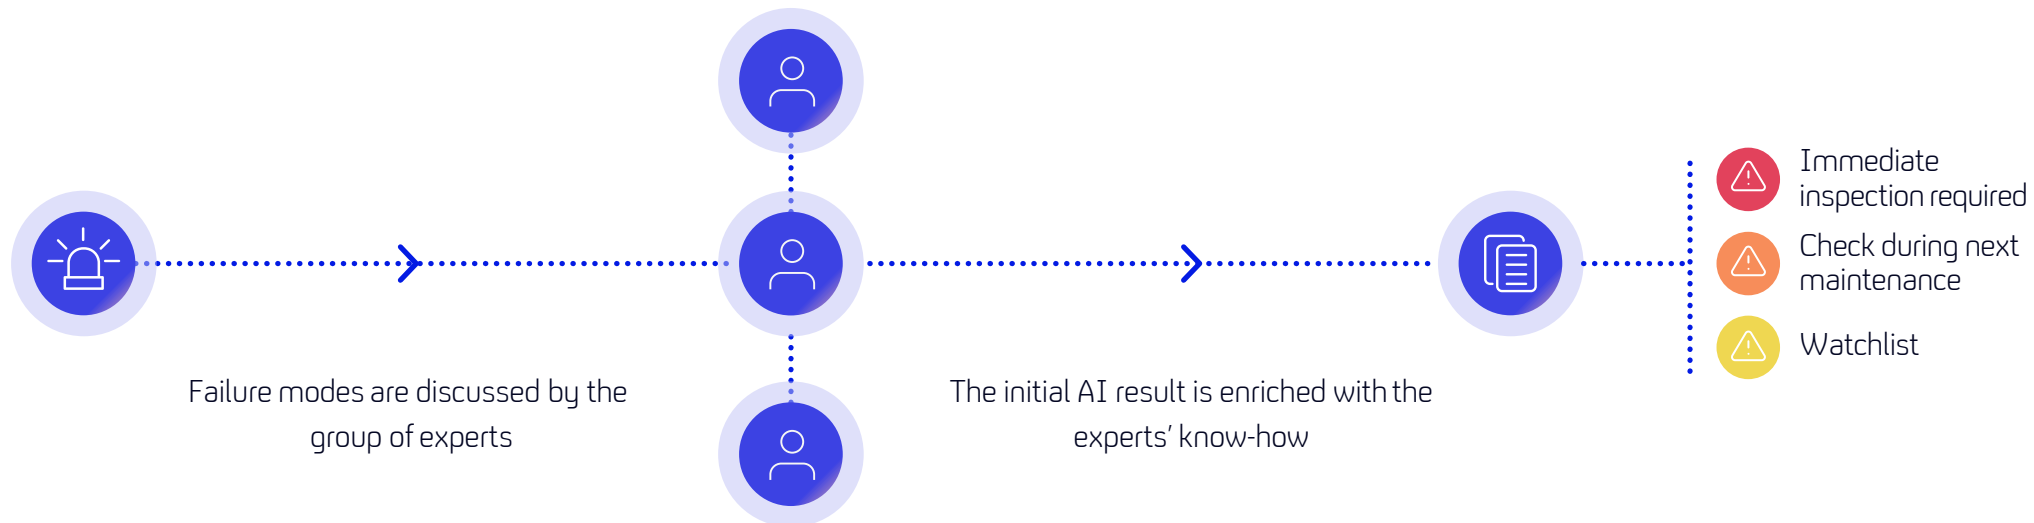 Failure modes are discussed by the
group of experts
The initial AI result is enriched with the
experts’ know-how
Immediate
inspection required
Check during next
maintenance
Watchlist